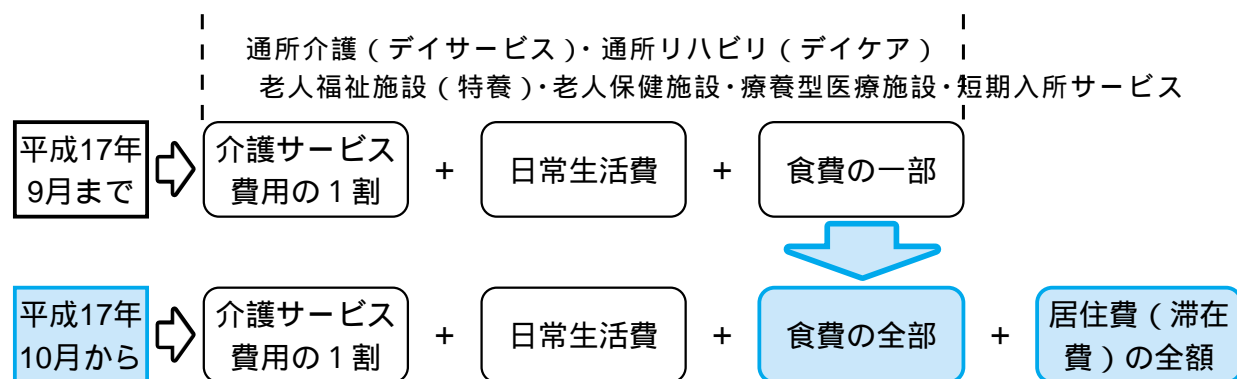 通所介護(デイサービス)・通所リハビリ(デイケア)
老人福祉施設(特養)・老人保健施設・療養型医療施設・短期入所サービス
平成17年
9月まで
介護サービス
費用の1割
+
日常生活費
+
食費の一部
平成17年
10月から
介護サービス
費用の1割
+
日常生活費
+
食費の全部
+
居住費(滞在
費)の全額